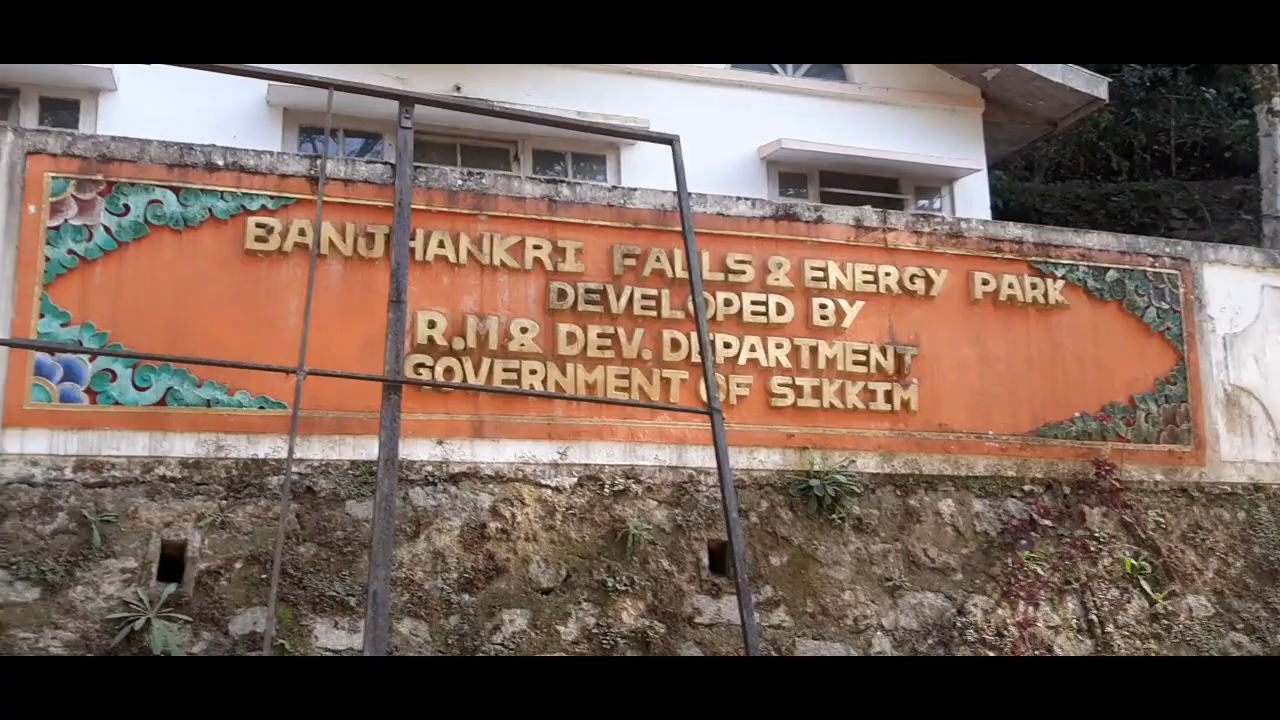 BANJHANKRI FALLS & ENERGY PARK
DEVELOPED BY
R.M & DEV. DEPARTMENT
GOVERNMENT OF SIKKIM